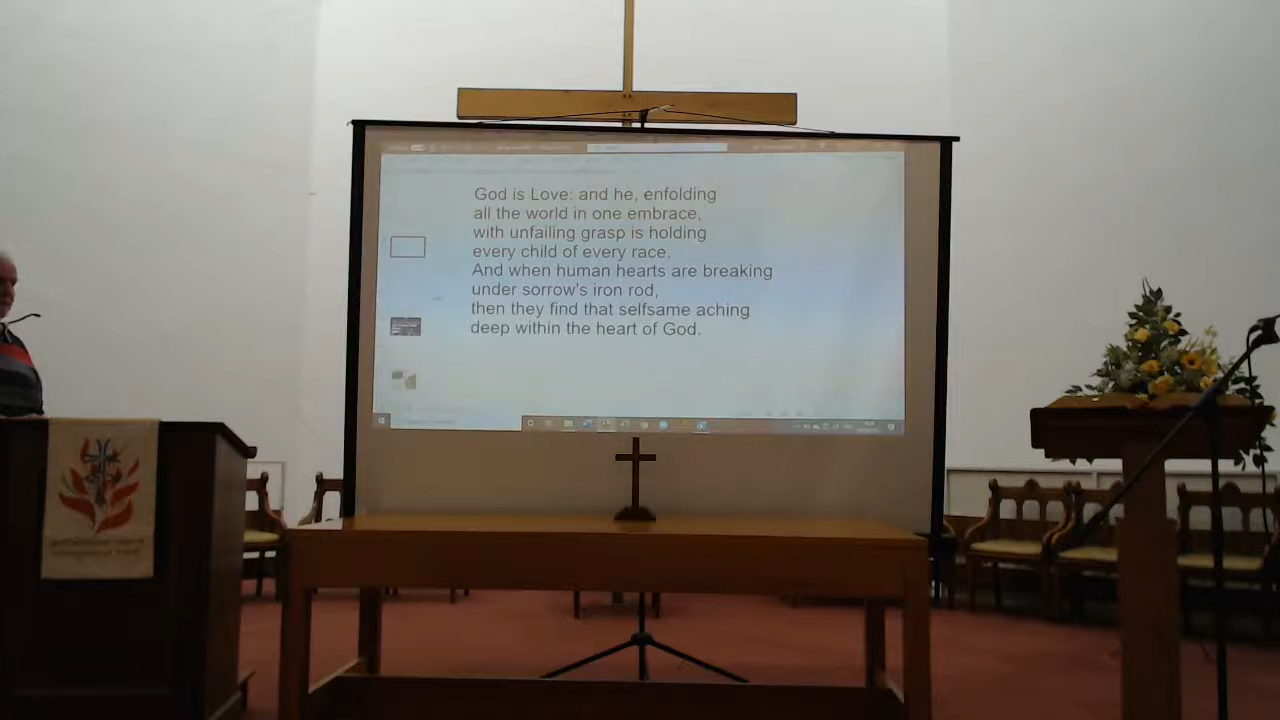 God is Love: and he, enfolding
all the world in one embrace,
with unfailing grasp is holding
every child of every race.
And when human hearts are breaking
under sorrow's iron rod,
then they find that selfsame aching
deep within the heart of God.